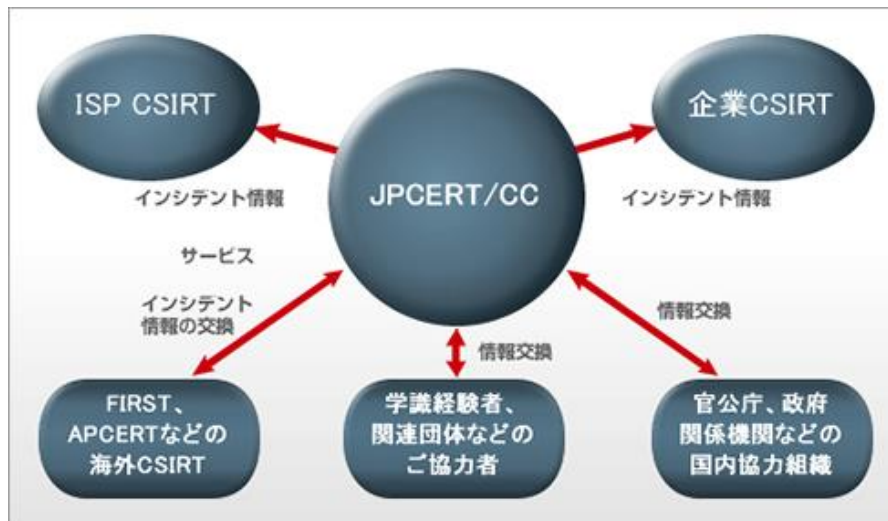 ISP CSIRT
企業CSIRT
JPCERT/CC
インシデント情報
インシデント情報
サービス
インシデント
情報の交換
情報交換
情報交換
FIRST、
APCERTなどの
海外CSIRT
学識経験者、
関連団体などの
ご協力者
官公庁、政府
関係機関などの
国内協力組織